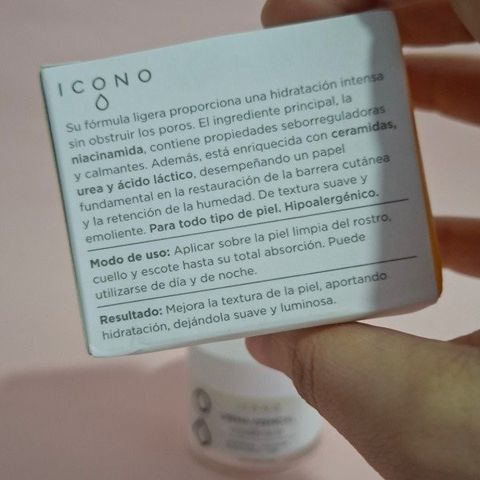 ICONO
Su fórmula ligera proporciona una hidratación intensa
sin obstruir los poros. El ingrediente principal, la
niacinamida, contiene propiedades seborreguladoras
y calmantes. Además, está enriquecida con ceramidas,
urea y ácido láctico, desempeñando un papel
fundamental en la restauración de la barrera cutánea
y la retención de la humedad. De textura suave y
emoliente. Para todo tipo de piel. Hipoalergénico.
Modo de uso: Aplicar sobre la piel limpia del rostro,
cuello y escote hasta su total absorción. Puede
utilizarse de día y de noche.
Resultado: Mejora la textura de la piel, aportando
hidratación, dejándola suave y luminosa.
ICONO